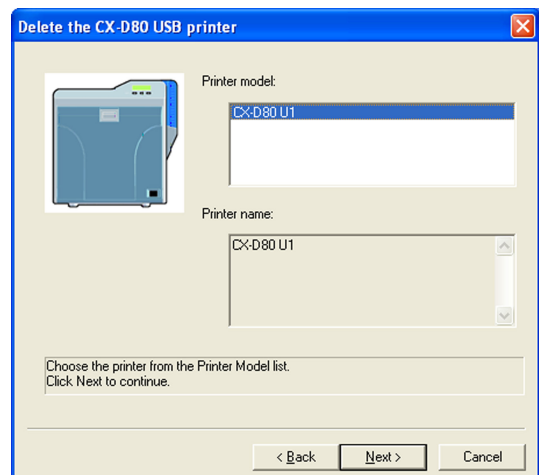 Delete the CX-D80 USB printer
Printer model:
CX-D80 U1
Printer name:
CX-D80 U1
Choose the printer from the Printer Model list.
Click Next to continue.
< Back
Next >
Cancel